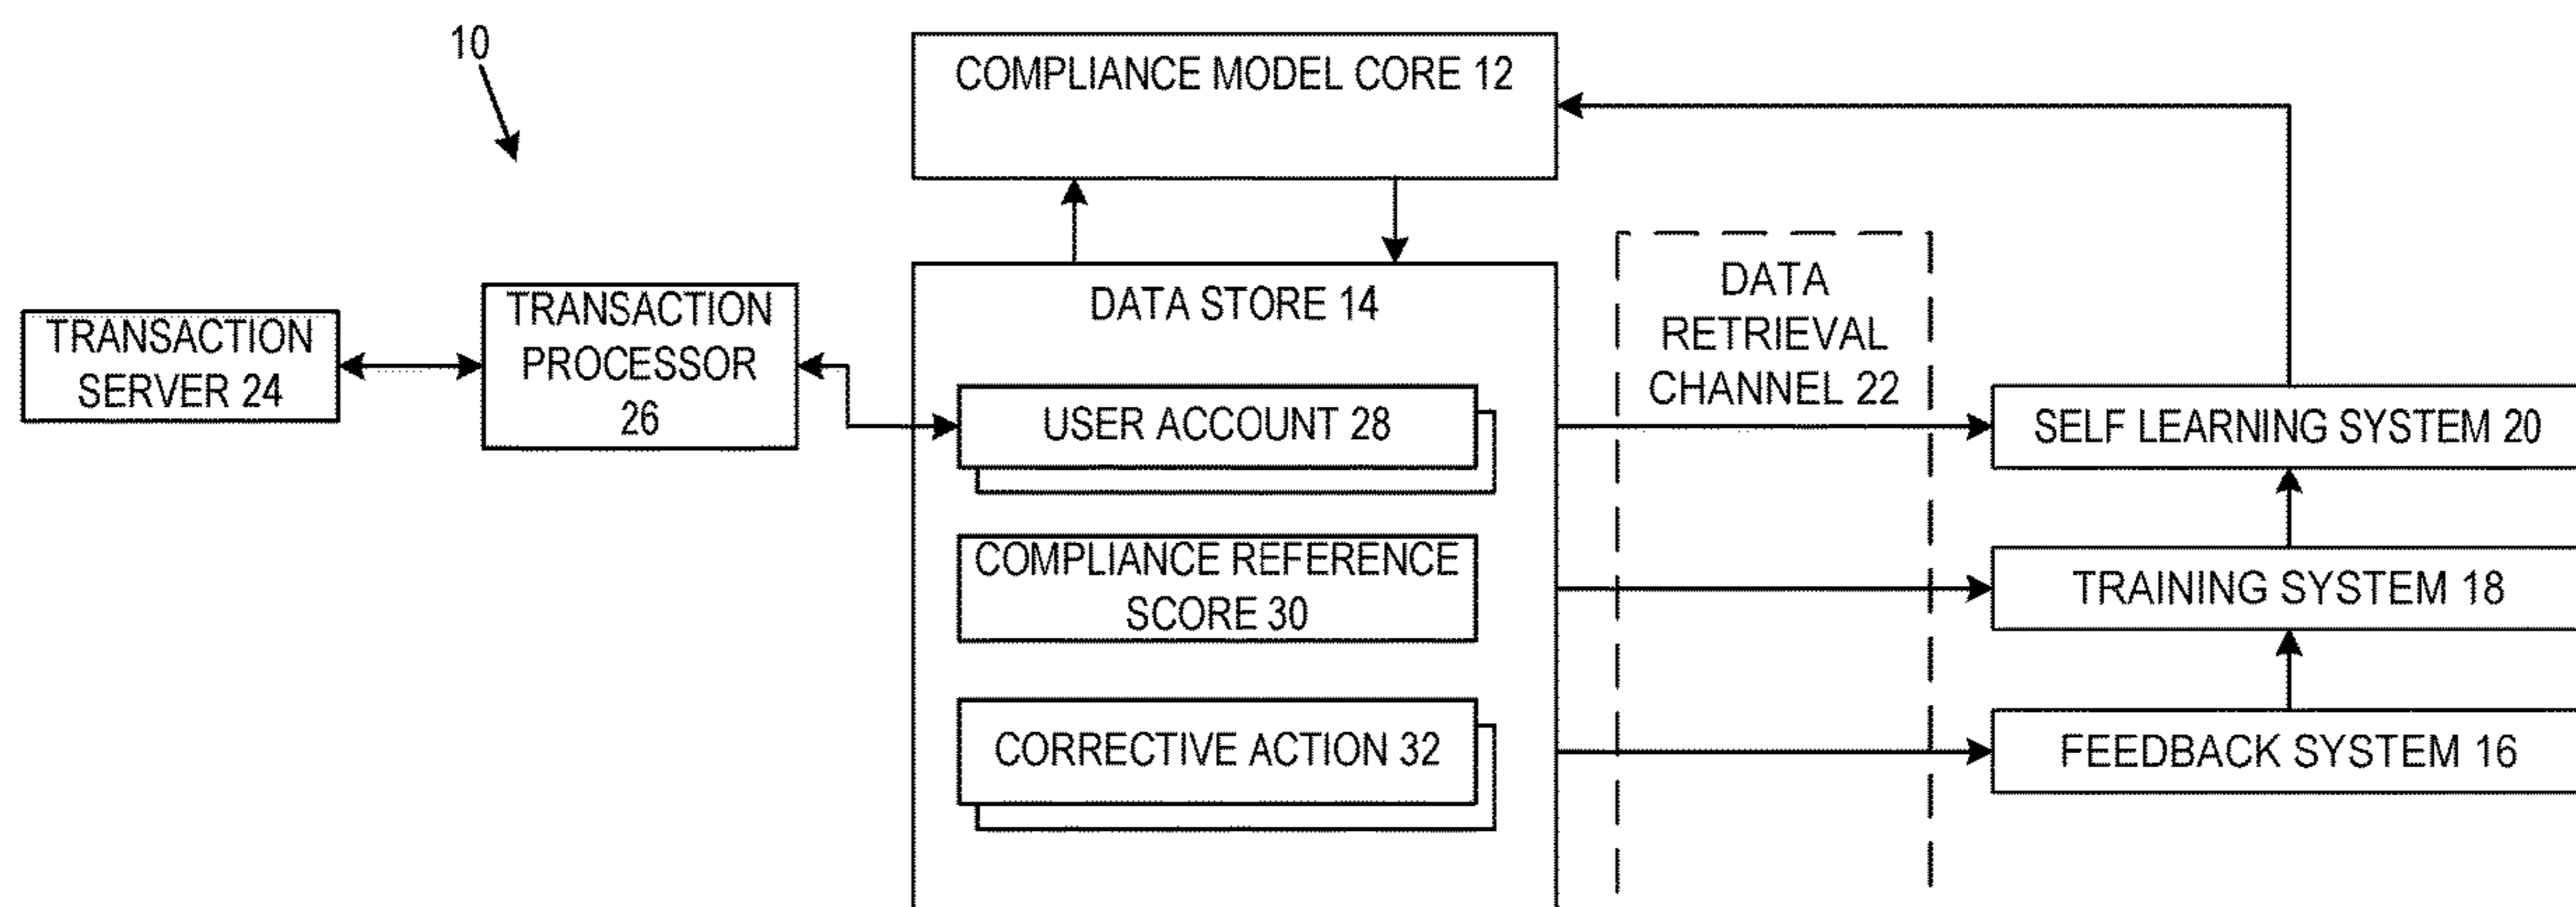 10
COMPLIANCE MODEL CORE 12
TRANSACTION
SERVER 24
TRANSACTION
PROCESSOR
26
DATA STORE 14
USER ACCOUNT 28
COMPLIANCE REFERENCE
SCORE 30
CORRECTIVE ACTION 32
DATA
RETRIEVAL
CHANNEL 22
SELF LEARNING SYSTEM 20
TRAINING SYSTEM 18
FEEDBACK SYSTEM 16